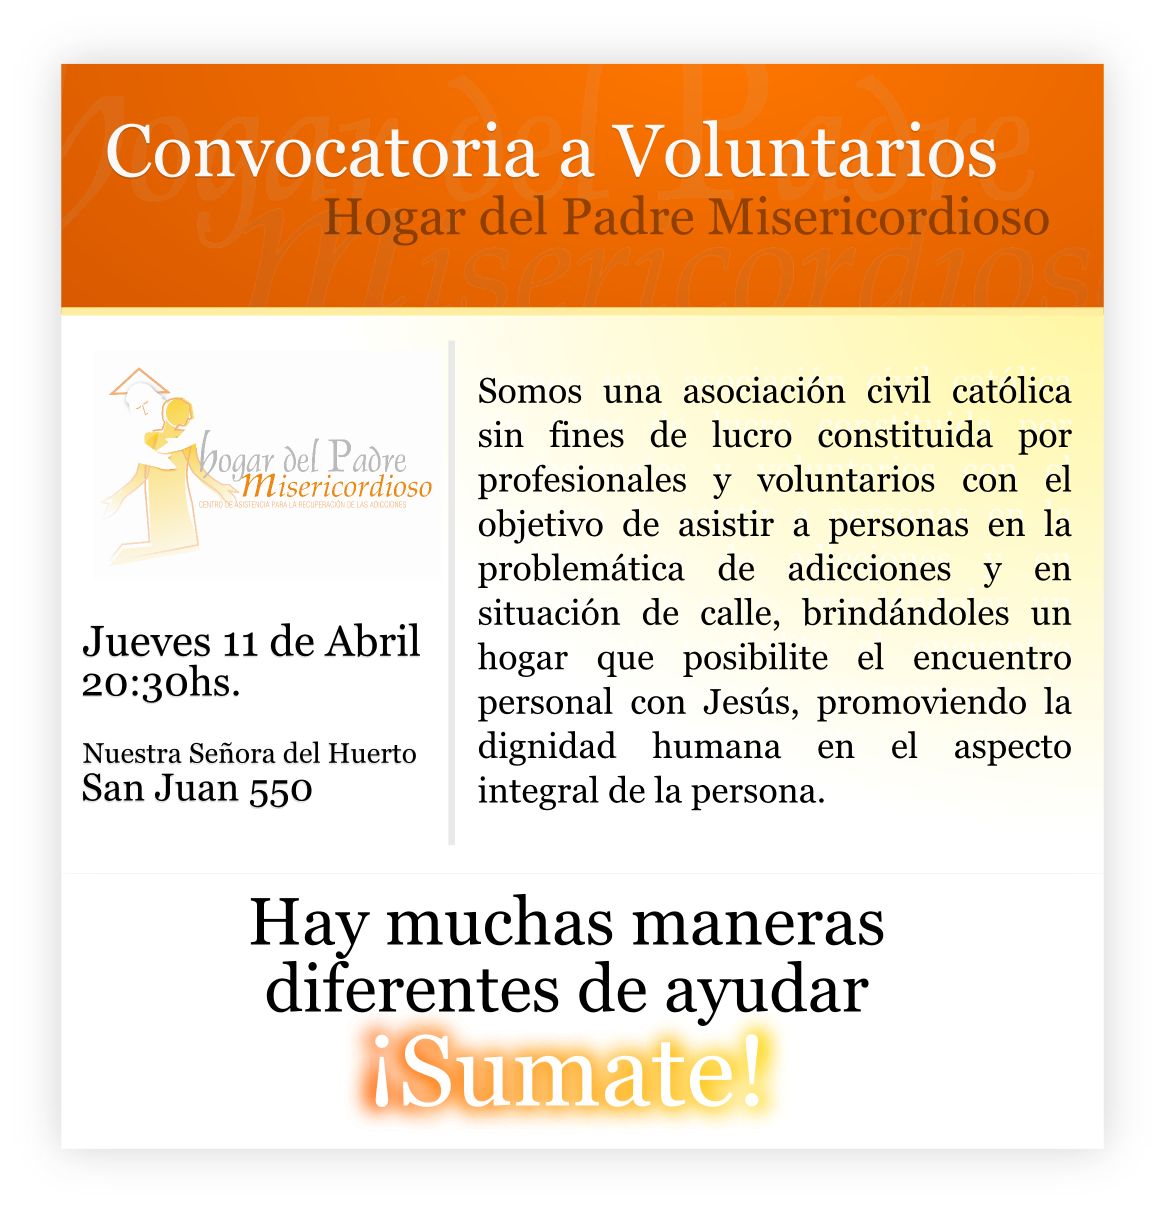 Convocatoria a Voluntarios
Hogar del Padre Misericordioso
hogar del Padre
Misericordioso
CENTRO DE ASISTENCIA PARA LA RECUPERACIÓN DE LAS ADICCIONES
Jueves 11 de Abril
20:30hs.
Nuestra Señora del Huerto
San Juan 550
Somos una asociación civil católica
sin fines de lucro constituida por
profesionales y voluntarios con el
objetivo de asistir a personas en la
problemática de adicciones y en
situación de calle, brindándoles un
hogar que posibilite el encuentro
personal con Jesús, promoviendo la
dignidad humana en el aspecto
integral de la persona.
Hay muchas maneras
diferentes de ayudar
¡Sumate!